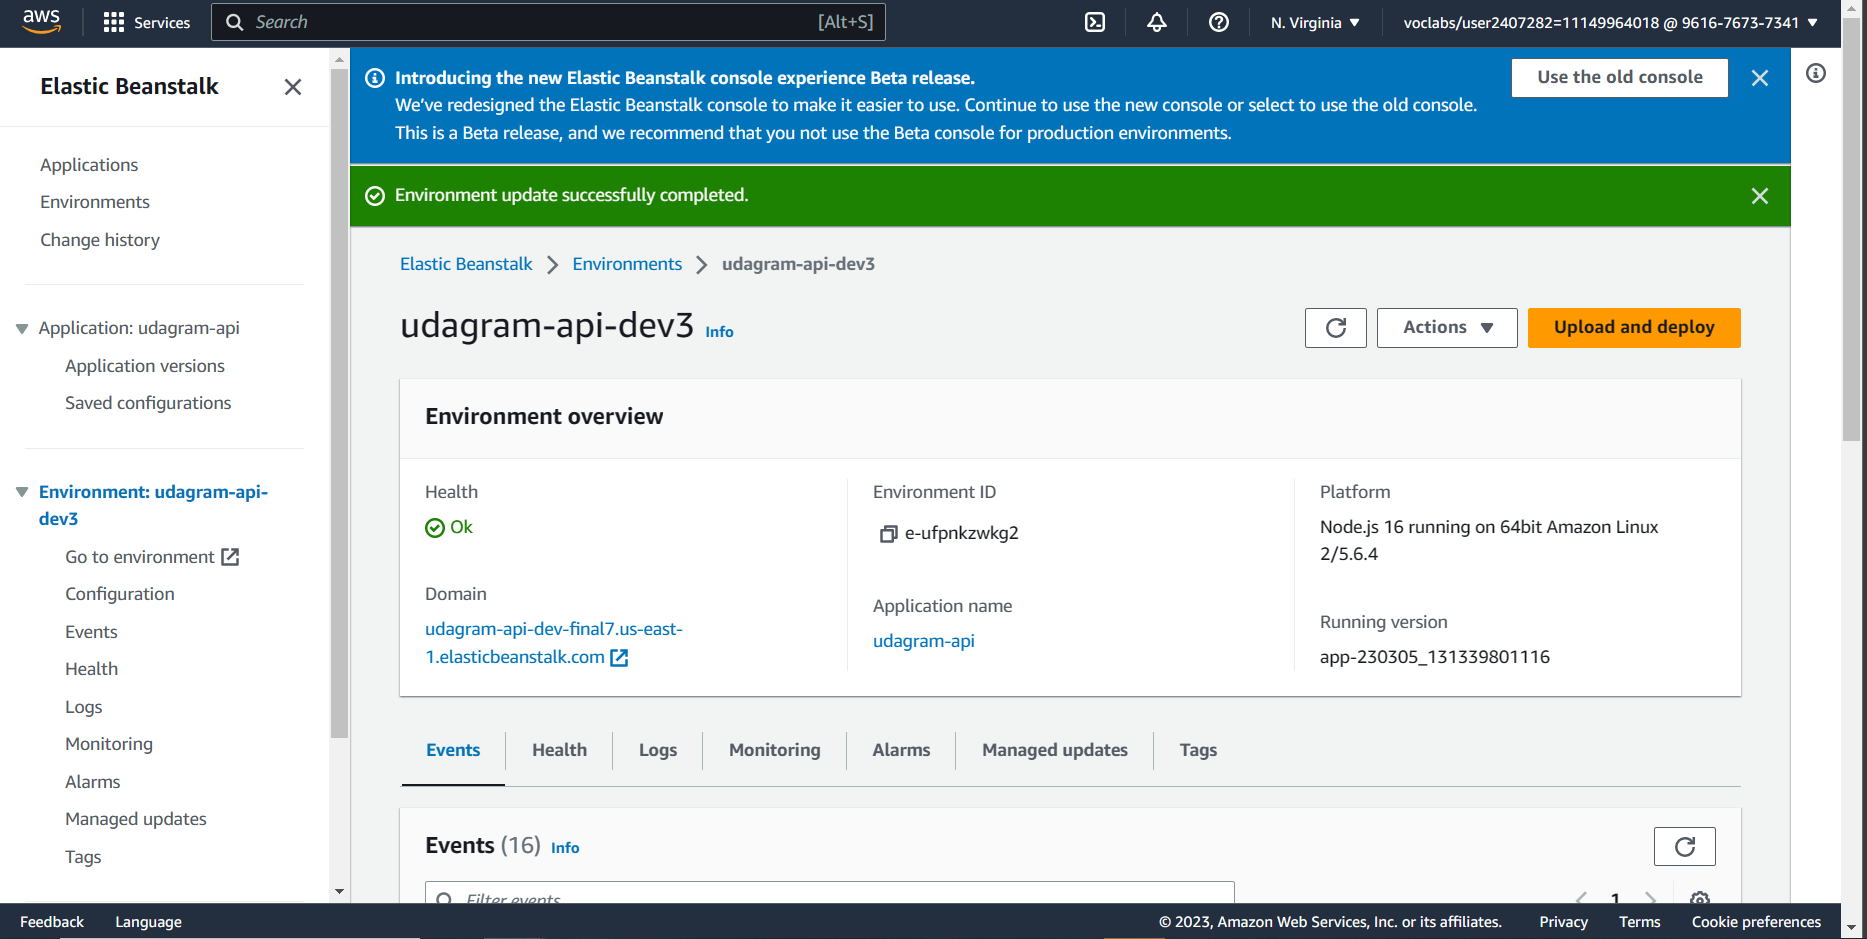 aws
Services
Search
[Alt+S]
N. Virginia
voclabs/user2407282=11149964018 @ 9616-7673-7341
Elastic Beanstalk
Applications
Environments
Change history
Application: udagram-api
Application versions
Saved configurations
Environment: udagram-api-
dev3
Go to environment
Configuration
Events
Health
Logs
Monitoring
Alarms
Managed updates
Tags
Introducing the new Elastic Beanstalk console experience Beta release.
We've redesigned the Elastic Beanstalk console to make it easier to use. Continue to use the new console or select to use the old console.
This is a Beta release, and we recommend that you not use the Beta console for production environments.
Use the old console
Environment update successfully completed.
Elastic Beanstalk
Environments
udagram-api-dev3
udagram-api-dev3
Info
Actions
Upload and deploy
Environment overview
Health
Ok
Domain
udagram-api-dev-final7.us-east-
1.elasticbeanstalk.com
Environment ID
e-ufpnkzwkg2
Application name
udagram-api
Platform
Node.js 16 running on 64bit Amazon Linux
2/5.6.4
Running version
app-230305_131339801116
Events
Health
Logs
Monitoring
Alarms
Managed updates
Tags
Events (16)
Info
Filter events
1
Feedback
Language
© 2023, Amazon Web Services, Inc. or its affiliates.
Privacy
Terms
Cookie preferences